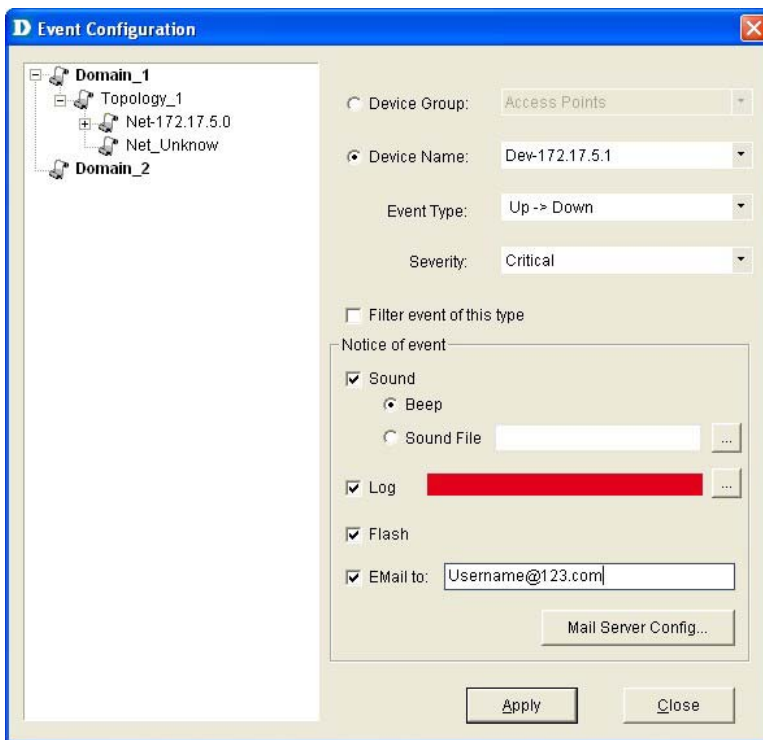 D Event Configuration
Domain_1
Topology_1
Net-172.17.5.0
Net_Unknow
Domain_2
Device Group: Access Points
Device Name: Dev-172.17.5.1
Event Type: Up -> Down
Severity: Critical
Filter event of this type
Notice of event
Sound
Beep
Sound File ...
Log ...
Flash
EMail to: Username@123.com
Mail Server Config...
Apply Close